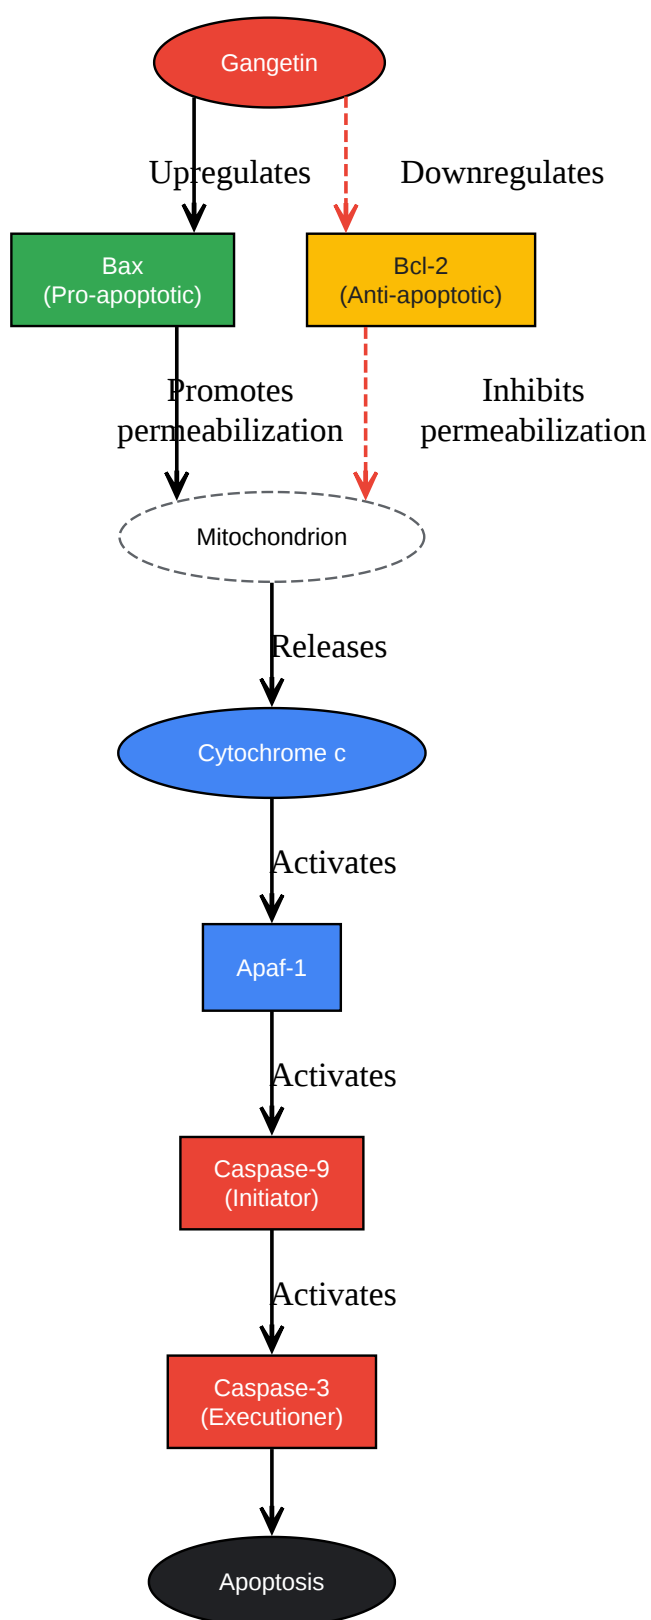 Gangetin
Upregulates
Downregulates
Bax
(Pro-apoptotic)
Bcl-2
(Anti-apoptotic)
Promotes
permeabilization
Inhibits
permeabilization
Mitochondrion
Releases
Cytochrome c
Activates
Apaf-1
Activates
Caspase-9
(Initiator)
Activates
Caspase-3
(Executioner)
Apoptosis